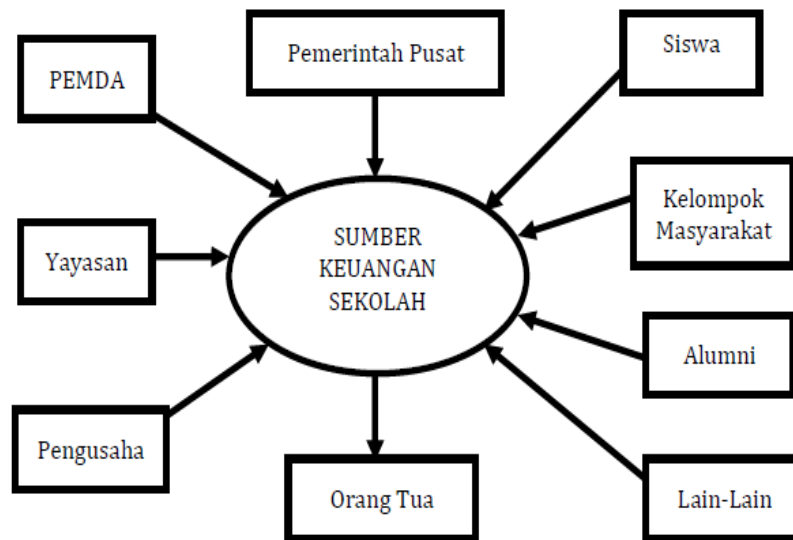 PEMDA
Pemerintah Pusat
Siswa
Yayasan
SUMBER
KEUANGAN
SEKOLAH
Kelompok
Masyarakat
Alumni
Pengusaha
Orang Tua
Lain-Lain